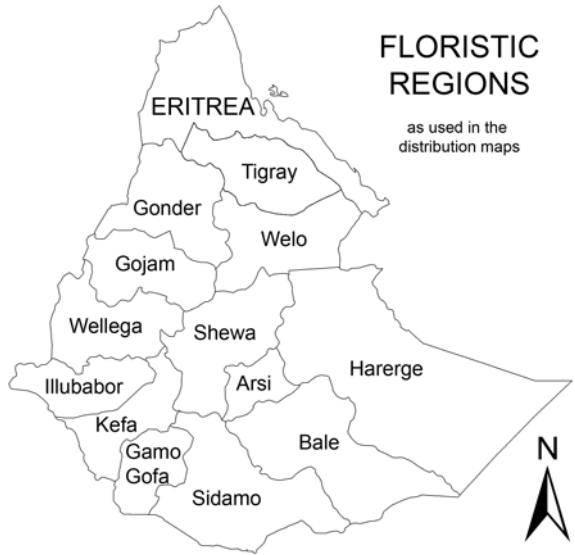 FLORISTIC
REGIONS
as used in the
distribution maps
ERITREA
Tigray
Gonder
Welo
Gojam
Wellega
Shewa
Harerge
Illubabor
Arsi
Kefa
Bale
Gamo
Gofa
Sidamo
N